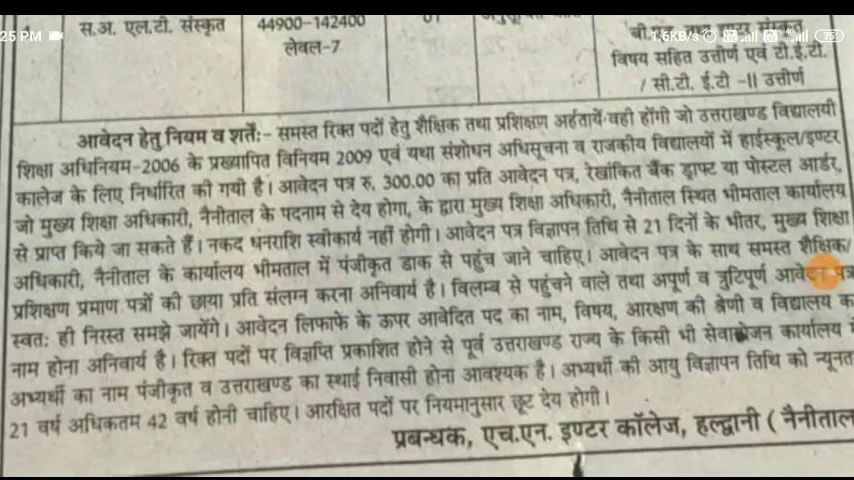 25 PM
1.6KB/s
75
स.अ. एल.टी. संस्कृत
44900-142400
लेवल-7
01
विषय सहित उत्तीर्ण एवं टी.ई.टी.
/ सी.टी. ई.टी -II उत्तीर्ण
आवेदन हेतु नियम व शर्तेः- समस्त रिक्त पदों हेतु शैक्षिक तथा प्रशिक्षण अर्हतायें वही होंगी जो उत्तराखण्ड विद्यालयी
शिक्षा अधिनियम-2006 के प्रख्यापित विनियम 2009 एवं यथा संशोधन अधिसूचना व राजकीय विद्यालयों में हाईस्कूल/इण्टर
कालेज के लिए निर्धारित की गयी है। आवेदन पत्र रु. 300.00 का प्रति आवेदन पत्र, रेखांकित बैंक ड्राफ्ट या पोस्टल आर्डर,
जो मुख्य शिक्षा अधिकारी, नैनीताल के पदनाम से देय होगा, के द्वारा मुख्य शिक्षा अधिकारी, नैनीताल स्थित भीमताल कार्यालय
से प्राप्त किये जा सकते हैं। नकद धनराशि स्वीकार्य नहीं होगी। आवेदन पत्र विज्ञापन तिथि से 21 दिनों के भीतर, मुख्य शिक्षा
अधिकारी, नैनीताल के कार्यालय भीमताल में पंजीकृत डाक से पहुंच जाने चाहिए। आवेदन पत्र के साथ समस्त शैक्षिक/
प्रशिक्षण प्रमाण पत्रों की छाया प्रति संलग्न करना अनिवार्य है। विलम्ब से पहुंचने वाले तथा अपूर्ण व त्रुटिपूर्ण
स्वतः ही निरस्त समझे जायेंगे। आवेदन लिफाफे के ऊपर आवेदित पद का नाम, विषय, आरक्षण की श्रेणी व विद्यालय क
नाम होना अनिवार्य है। रिक्त पदों पर विज्ञप्ति प्रकाशित होने से पूर्व उत्तराखण्ड राज्य के किसी भी सेवायोजन कार्यालय
अभ्यर्थी का नाम पंजीकृत व उत्तराखण्ड का स्थाई निवासी होना आवश्यक है। अभ्यर्थी की आयु विज्ञापन तिथि को न्यूनत
21 वर्ष अधिकतम 42 वर्ष होनी चाहिए। आरक्षित पदों पर नियमानुसार छूट देय होगी।
प्रबन्धक, एच.एन. इण्टर कॉलेज, हल्द्वानी ( नैनीताल